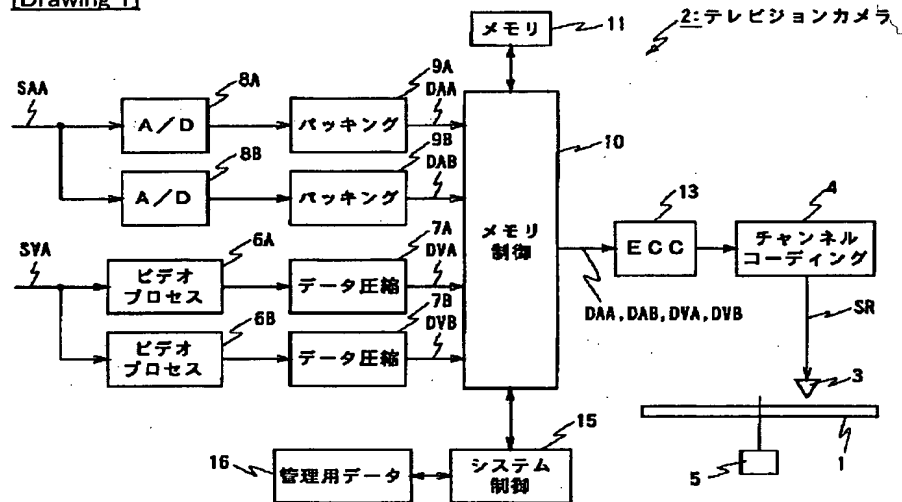 [Drawing 1]
メモリ
11
2:テレビジョンカメラ
SAA
8A
A/D
9A
DAA
パッキング
8B
A/D
9B
DAB
パッキング
10
メモリ
制御
SVA
6A
ビデオ
プロセス
7A
DVA
データ圧縮
6B
ビデオ
プロセス
7B
DVB
データ圧縮
13
ECC
4
チャンネル
コーディング
DAA,DAB,DVA,DVB
SR
3
1
5
15
システム
制御
16
管理用データ